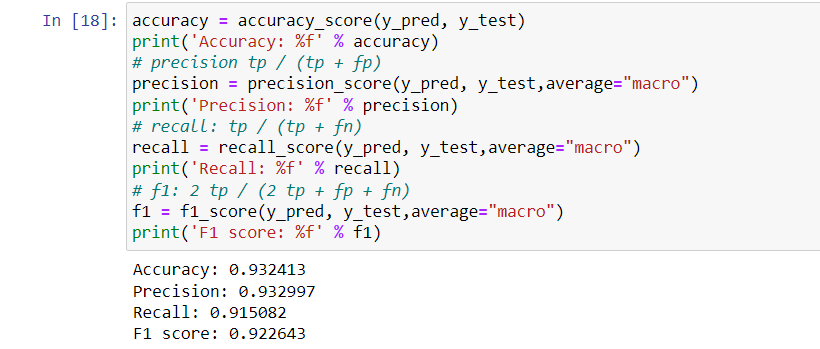 In [18]: accuracy = accuracy_score(y_pred, y_test)
print('Accuracy: %f' % accuracy)
# precision tp / (tp + fp)
precision = precision_score(y_pred, y_test,average="macro")
print('Precision: %f' % precision)
# recall: tp / (tp + fn)
recall = recall_score(y_pred, y_test,average="macro")
print('Recall: %f' % recall)
# f1: 2 tp / (2 tp + fp + fn)
f1 = f1_score(y_pred, y_test,average="macro")
print('F1 score: %f' % f1)
Accuracy: 0.932413
Precision: 0.932997
Recall: 0.915082
F1 score: 0.922643